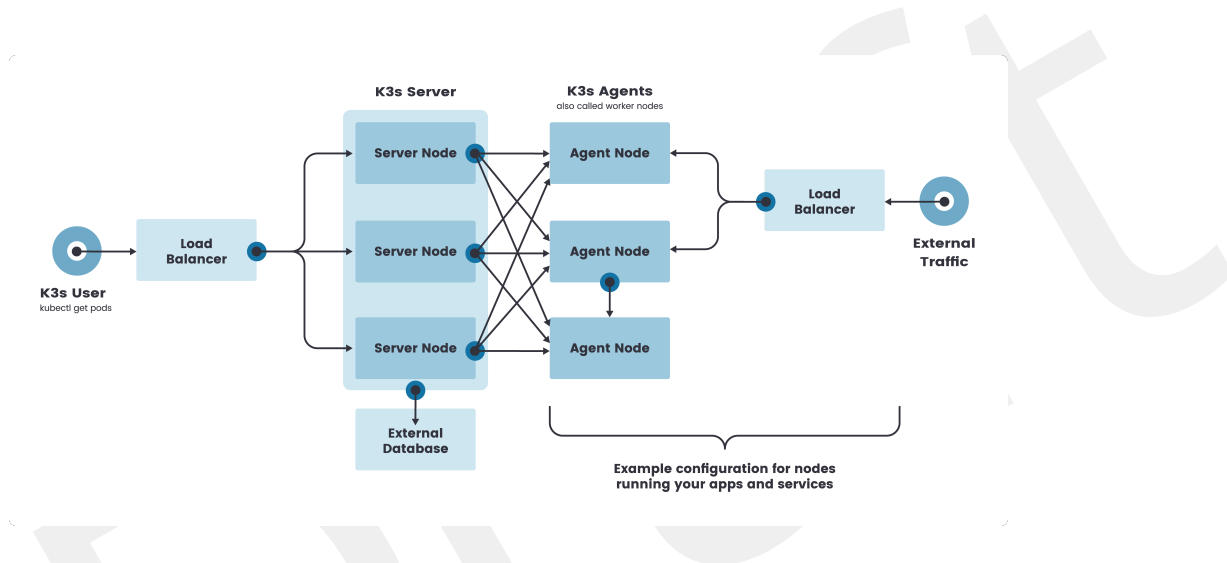 K3s Server
K3s Agents
also called worker nodes
Server Node
Agent Node
Load
Balancer
External
Traffic
Load
Balancer
K3s User
kubectl get pods
Server Node
Agent Node
Server Node
Agent Node
External
Database
Example configuration for nodes
running your apps and services